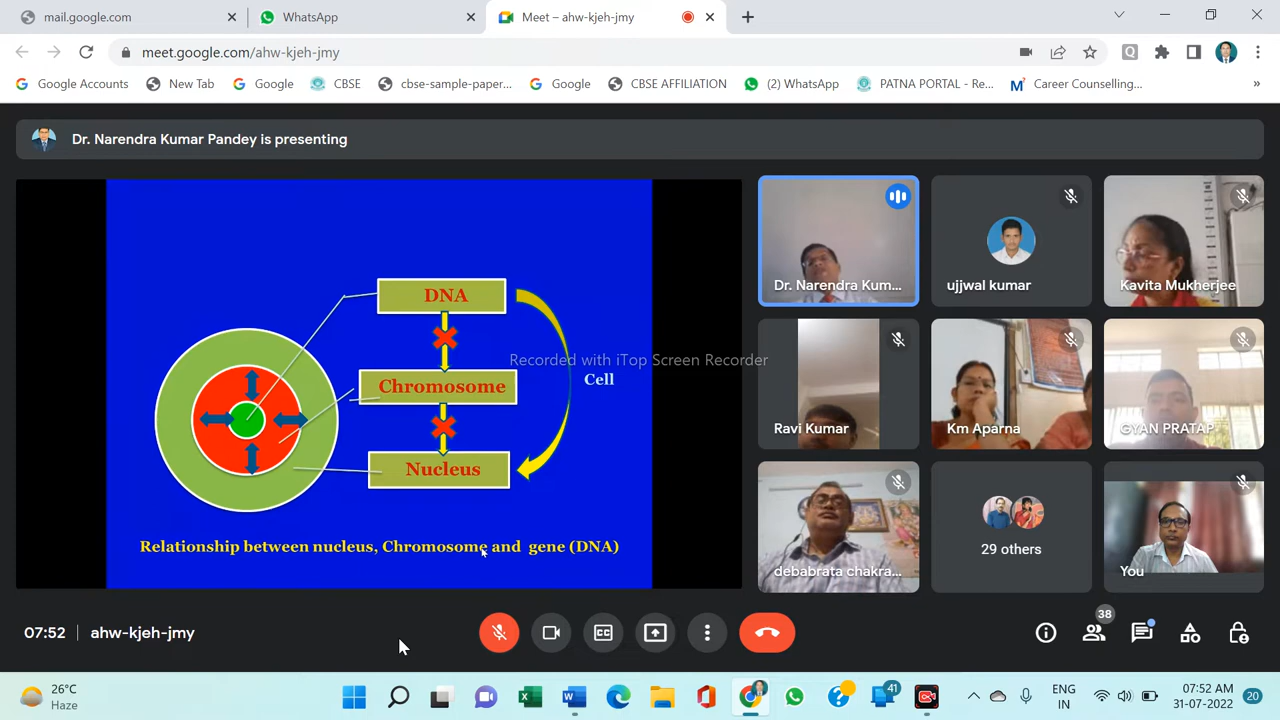 mail.google.com
WhatsApp
Meet – ahw-kjeh-jmy
meet.google.com/ahw-kjeh-jmy
Google Accounts
New Tab
Google
CBSE
cbse-sample-paper...
Google
CBSE AFFILIATION
(2) WhatsApp
PATNA PORTAL - Re...
Career Counselling...
»
Dr. Narendra Kumar Pandey is presenting
DNA
Chromosome
Nucleus
Cell
Relationship between nucleus, Chromosome and gene (DNA)
Recorded with iTop Screen Recorder
Dr. Narendra Kum...
ujjwal kumar
Kavita Mukherjee
Ravi Kumar
Km Aparna
GYAN PRATAP
debabrata chakra...
29 others
You
07:52 | ahw-kjeh-jmy
38
26°C
Haze
41
ENG
IN
07:52 AM
31-07-2022
20